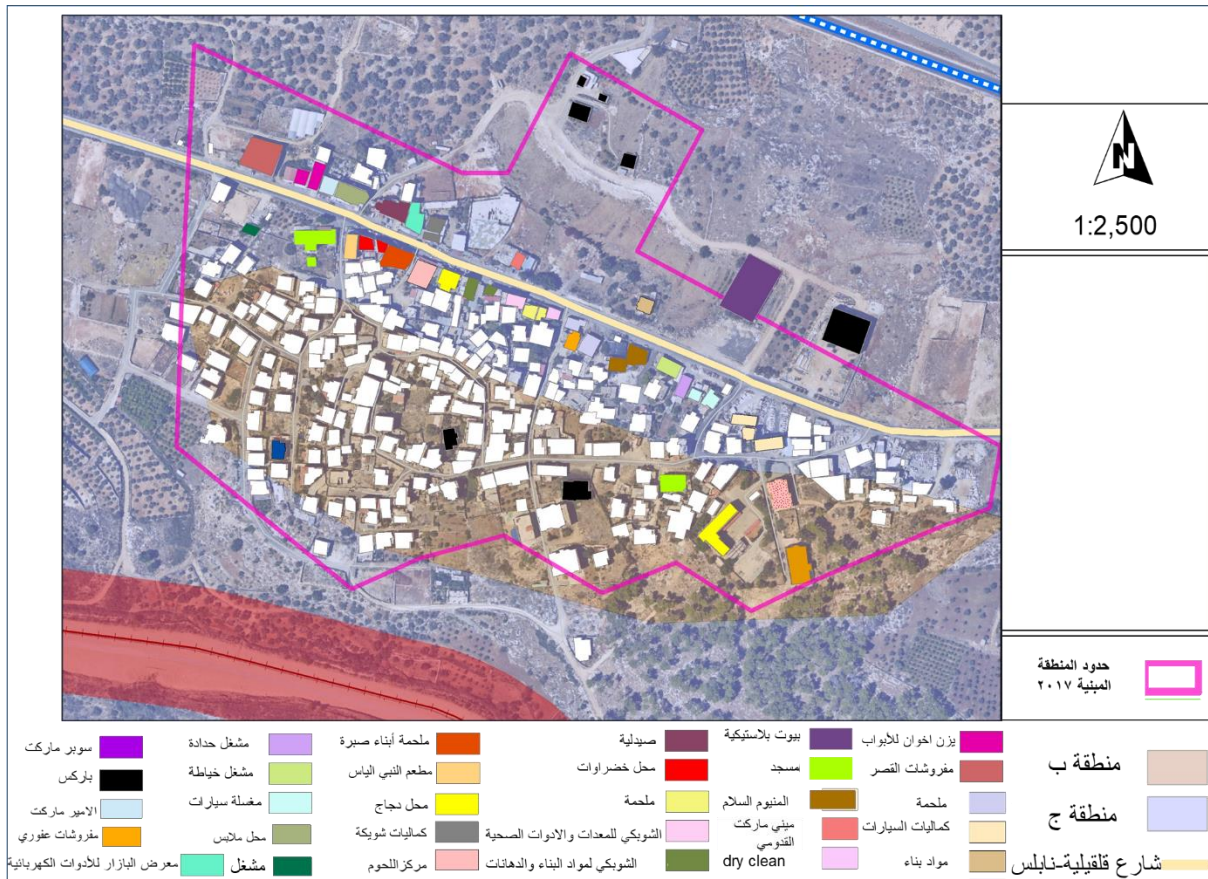 N
1:2,500
حدود المنطقة
المبنية ٢٠١٧
منطقة ب
منطقة ج
شارع قلقيلية-نابلس
يزن اخوان للأبواب
مفروشات القصر
ملحمة
كماليات السيارات
مواد بناء
بيوت بلاستيكية
مسجد
المنيوم السلام
ميني ماركت
القدومي
dry clean
صيدلية
محل خضراوات
ملحمة
الشوبكي للمعدات والادوات الصحية
الشوبكي لمواد البناء والدهانات
ملحمة أبناء صبرة
مطعم النبي الياس
محل دجاج
كماليات شويكة
مركز اللحوم
مشغل حدادة
مشغل خياطة
مغسلة سيارات
محل ملابس
مشغل
سوبر ماركت
باركس
الامير ماركت
مفروشات عفوري
معرض البازار للأدوات الكهربائية